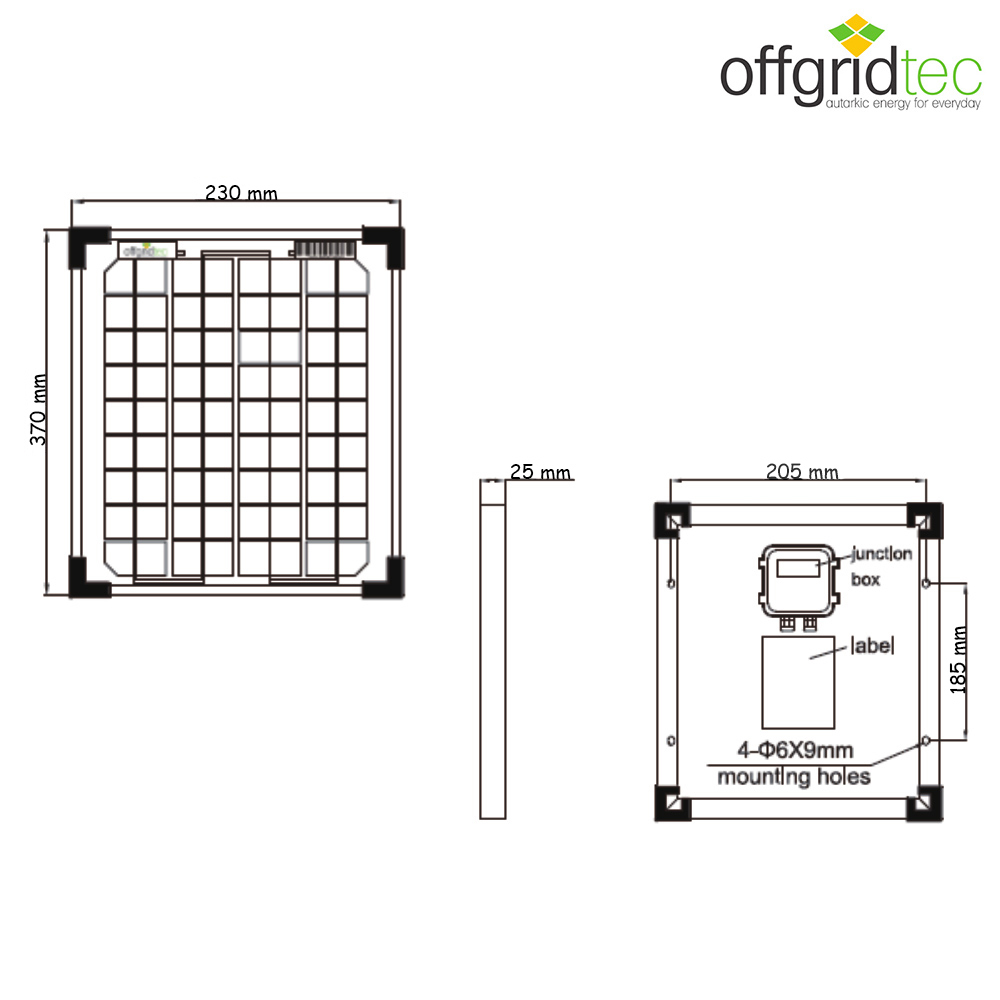 offgridtec
autarkic energy for everyday
230 mm
offgridtec
370 mm
25 mm
205 mm
junction
box
label
185 mm
4-Φ6X9mm
mounting holes